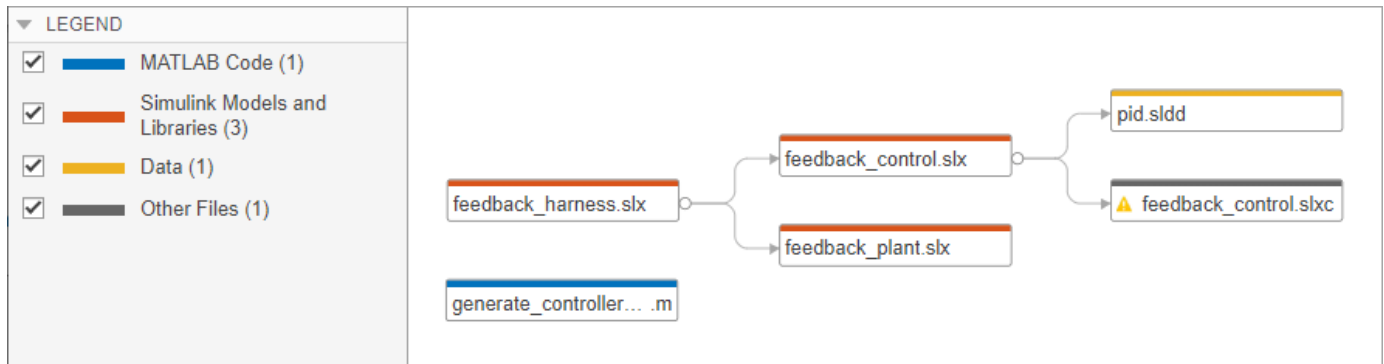 LEGEND
MATLAB Code (1)
Simulink Models and
Libraries (3)
Data (1)
Other Files (1)
feedback_harness.slx
generate_controller... .m
feedback_control.slx
feedback_plant.slx
pid.sldd
feedback_control.slxc